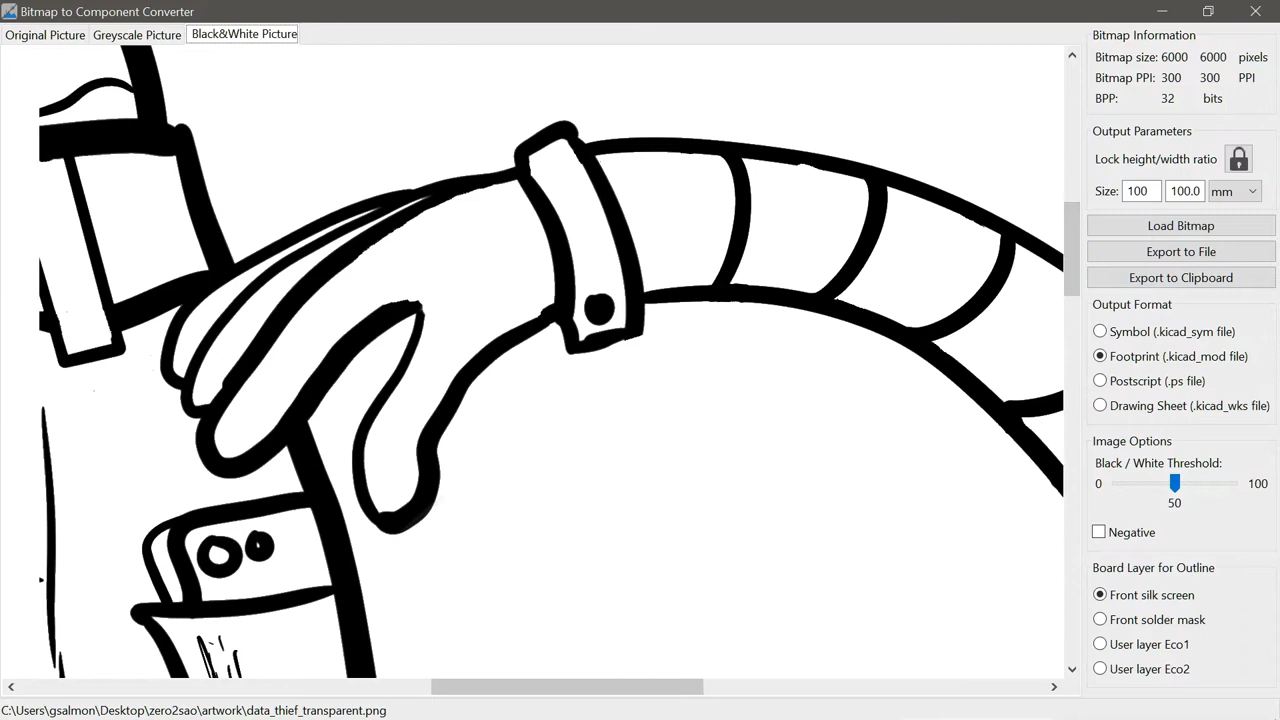 Bitmap to Component Converter
Original Picture Greyscale Picture Black&White Picture
Bitmap Information
Bitmap size: 6000 6000 pixels
Bitmap PPI: 300 300 PPI
BPP: 32 bits
Output Parameters
Lock height/width ratio
Size: 100 100.0 mm
Load Bitmap
Export to File
Export to Clipboard
Output Format
Symbol (.kicad_sym file)
Footprint (.kicad_mod file)
Postscript (.ps file)
Drawing Sheet (.kicad_wks file)
Image Options
Black / White Threshold:
0 100
50
Negative
Board Layer for Outline
Front silk screen
Front solder mask
User layer Eco1
User layer Eco2
C:\Users\gsalmon\Desktop\zero2sao\artwork\data_thief_transparent.png